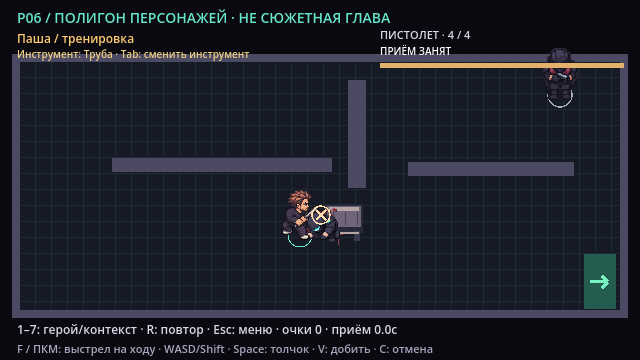 P06 / ПОЛИГОН ПЕРСОНАЖЕЙ · НЕ СЮЖЕТНАЯ ГЛАВА
Паша / тренировка
Инструмент: Труба · Tab: сменить инструмент
ПИСТОЛЕТ · 4 / 4
ПРИЁМ ЗАНЯТ
1–7: герой/контекст · R: повтор · Esc: меню · очки 0 · приём 0.0с
F / ПКМ: выстрел на ходу · WASD/Shift · Space: толчок · V: добить · C: отмена